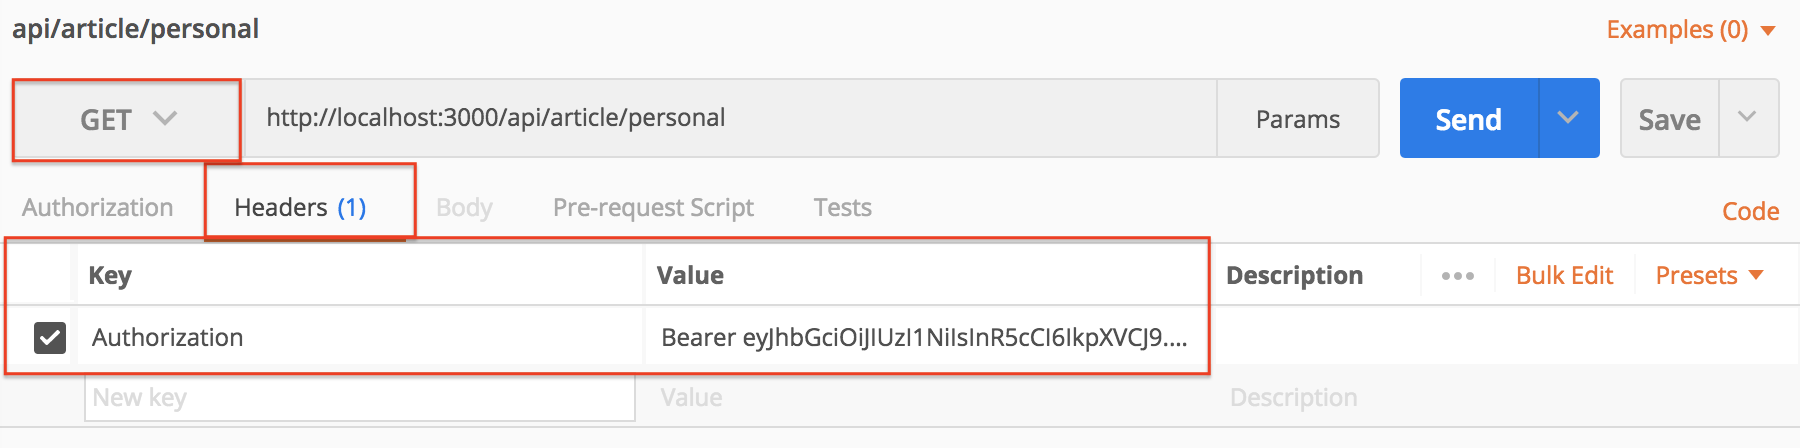 api/article/personal
Examples (0)
GET
http://localhost:3000/api/article/personal
Params
Send
Save
Authorization
Headers (1)
Body
Pre-request Script
Tests
Code
Key
Value
Description
Bulk Edit
Presets
Authorization
Bearer eyJhbGciOiJIUzI1NiIsInR5cCI6IkpXVCJ9....
New key
Value
Description